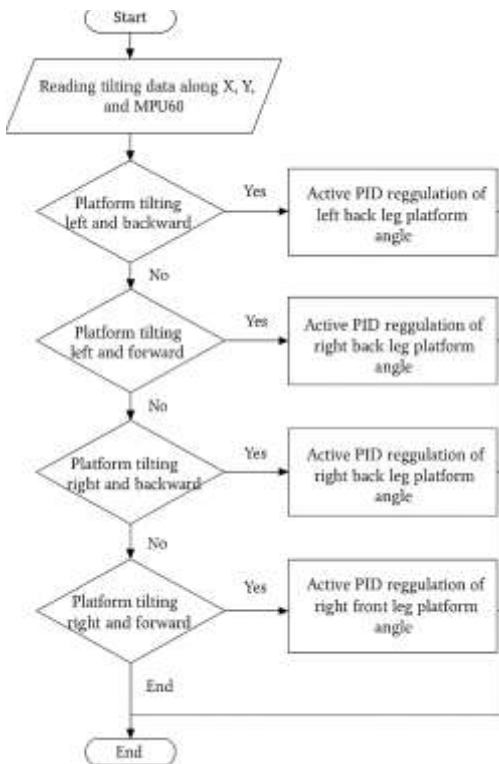 Start
Reading tilting data along X, Y,
and MPU60
Platform tilting
left and backward
Yes
Active PID reggulation of
left back leg platform
angle
No
Platform tilting
left and forward
Yes
Active PID reggulation of
right back leg platform
angle
No
Platform tilting
right and backward
Yes
Active PID reggulation of
right back leg platform
angle
No
Platform tilting
right and forward
Yes
Active PID reggulation of
right front leg platform
angle
End
End